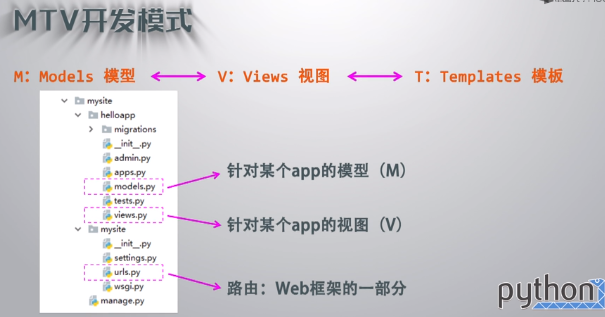 MTV开发模式
M: Models 模型
V: Views 视图
T: Templates 模板
mysite
helloapp
migrations
__init__.py
admin.py
apps.py
models.py
tests.py
views.py
mysite
__init__.py
settings.py
urls.py
wsgi.py
manage.py
针对某个app的模型（M）
针对某个app的视图（V）
路由：Web框架的一部分
python